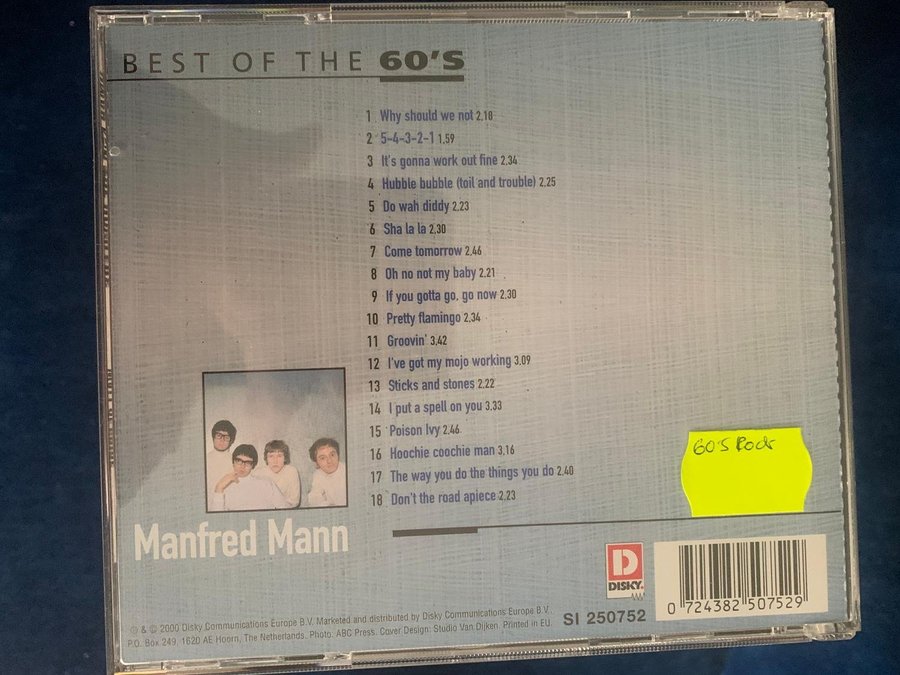 BEST OF THE 60'S
1 Why should we not 2.18
2 5-4-3-2-1 1.59
3 It's gonna work out fine 2.34
4 Hubble bubble (toil and trouble) 2.25
5 Do wah diddy 2.23
6 Sha la la 2.30
7 Come tomorrow 2.46
8 Oh no not my baby 2.21
9 If you gotta go, go now 2.30
10 Pretty flamingo 2.34
11 Groovin' 3,42
12 I've got my mojo working 3.09
13 Sticks and stones 2.22
14 I put a spell on you 3.33
15 Poison Ivy 2.46
16 Hoochie coochie man 3,16
17 The way you do the things you do 2.40
18 Don't the road apiece 2,23
60's Rock
Manfred Mann
DISKY.
℗ & © 2000 Disky Communications Europe B.V. Marketed and distributed by Disky Communications Europe B.V.
P.O. Box 249, 1620 AE Hoorn, The Netherlands. Photo: ABC Press. Cover Design: Studio Van Dijken. Printed in EU.
SI 250752
0 724382 507529